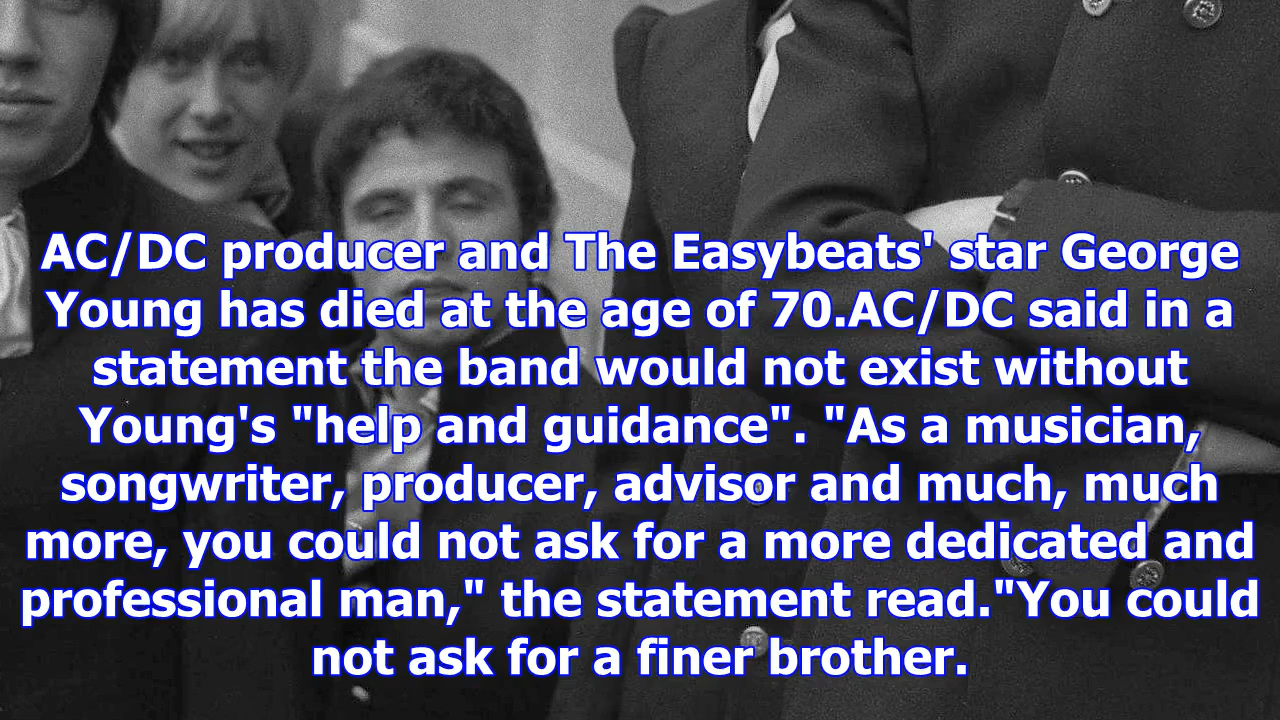 AC/DC producer and The Easybeats' star George
Young has died at the age of 70.AC/DC said in a
statement the band would not exist without
Young's "help and guidance". "As a musician,
songwriter, producer, advisor and much, much
more, you could not ask for a more dedicated and
professional man," the statement read."You could
not ask for a finer brother.